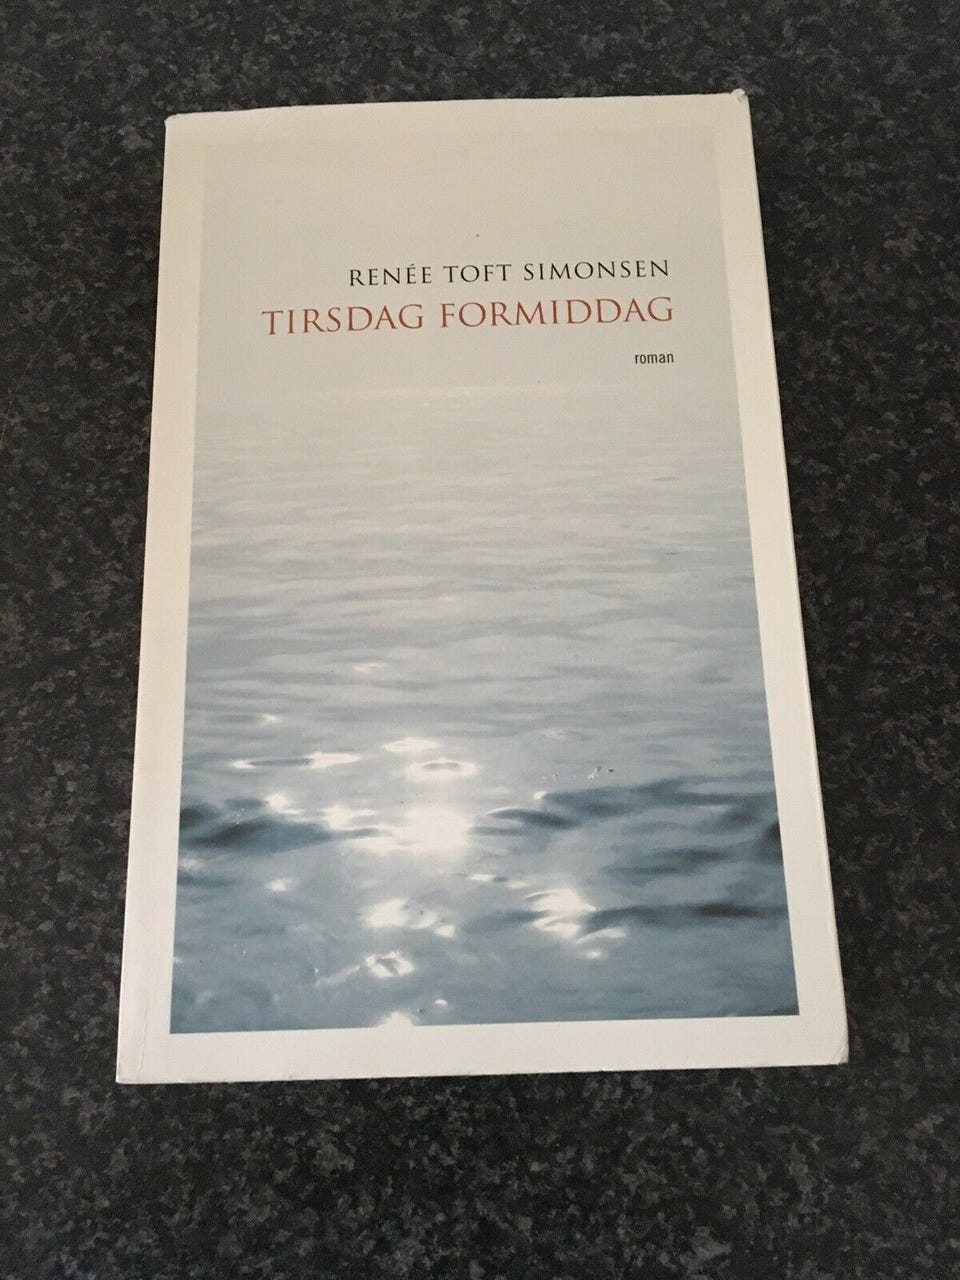 RENÉE TOFT SIMONSEN
TIRSDAG FORMIDDAG
roman